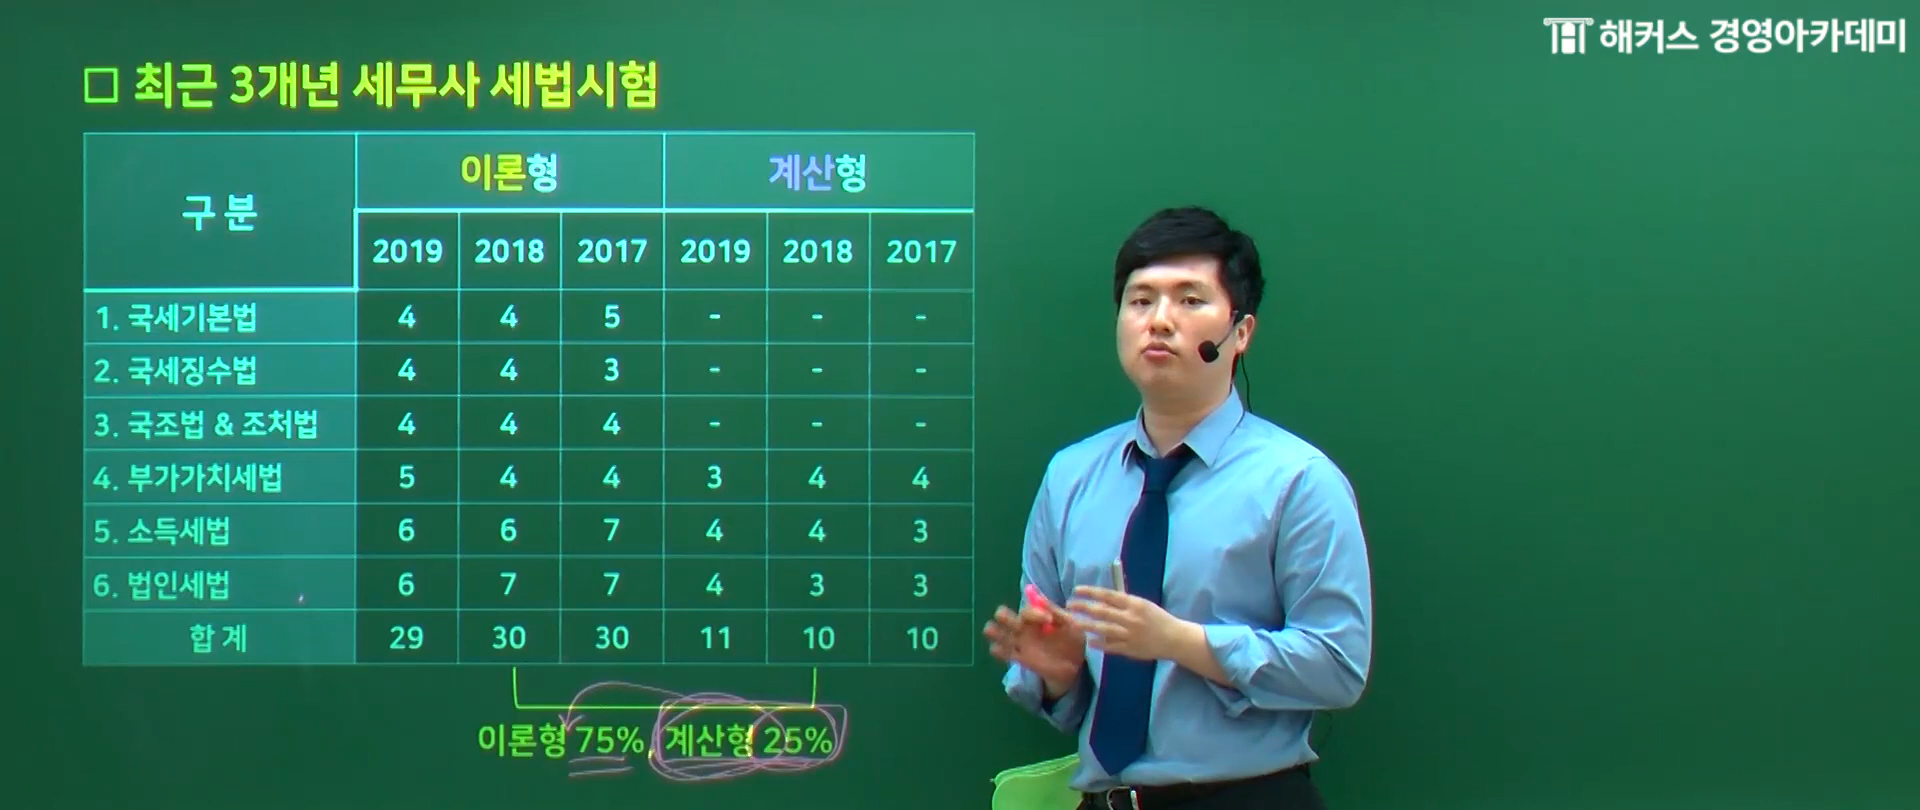 해커스 경영아카데미
□ 최근 3개년 세무사 세법시험
구 분 이론형 계산형
2019 2018 2017 2019 2018 2017
1. 국세기본법 4 4 5 - - -
2. 국세징수법 4 4 3 - - -
3. 국조법 & 조처법 4 4 4 - - -
4. 부가가치세법 5 4 4 3 4 4
5. 소득세법 6 6 7 4 4 3
6. 법인세법 6 7 7 4 3 3
합 계 29 30 30 11 10 10
이론형 75%, 계산형 25%